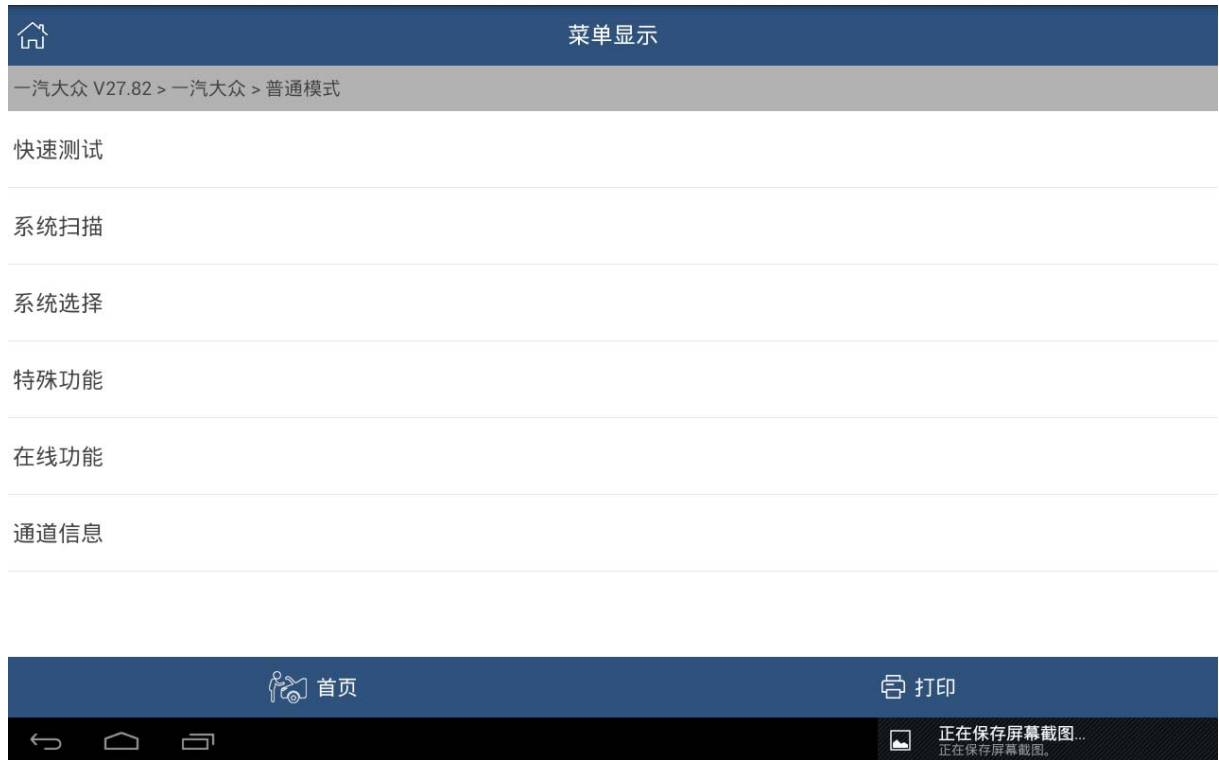 菜单显示
一汽大众 V27.82 > 一汽大众 > 普通模式
快速测试
系统扫描
系统选择
特殊功能
在线功能
通道信息
首页
打印
正在保存屏幕截图...
正在保存屏幕截图。